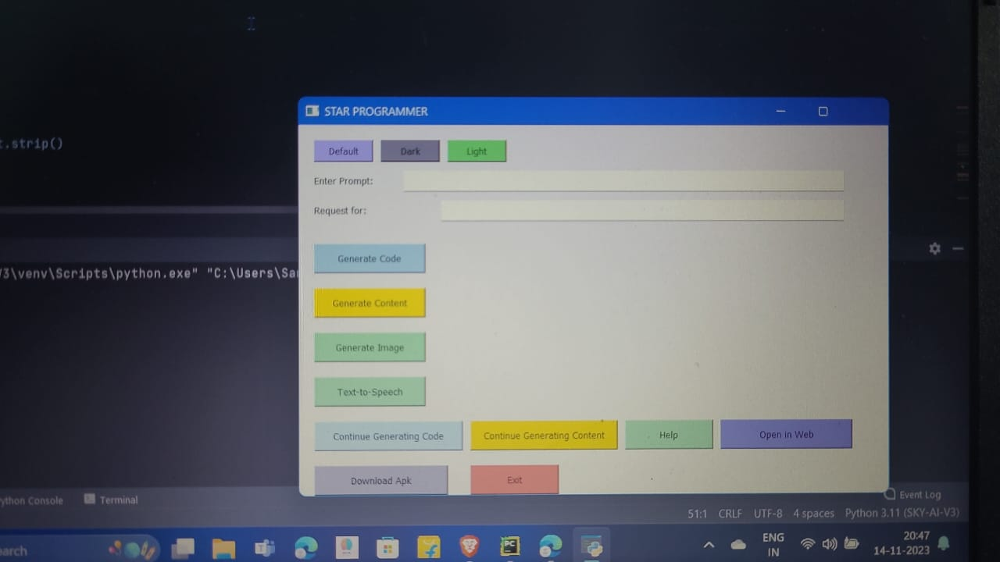 t.strip()
STAR PROGRAMMER
Default Dark Light
Enter Prompt:
Request for:
Generate Code
V3\venv\Scripts\python.exe" "C:\Users\Sa
Generate Content
Generate Image
Text-to-Speech
Continue Generating Code Continue Generating Content Help Open in Web
Download Apk Exit
ython Console Terminal Event Log
51:1 CRLF UTF-8 4 spaces Python 3.11 (SKY-AI-V3)
earch PC ENG 20:47
IN 14-11-2023